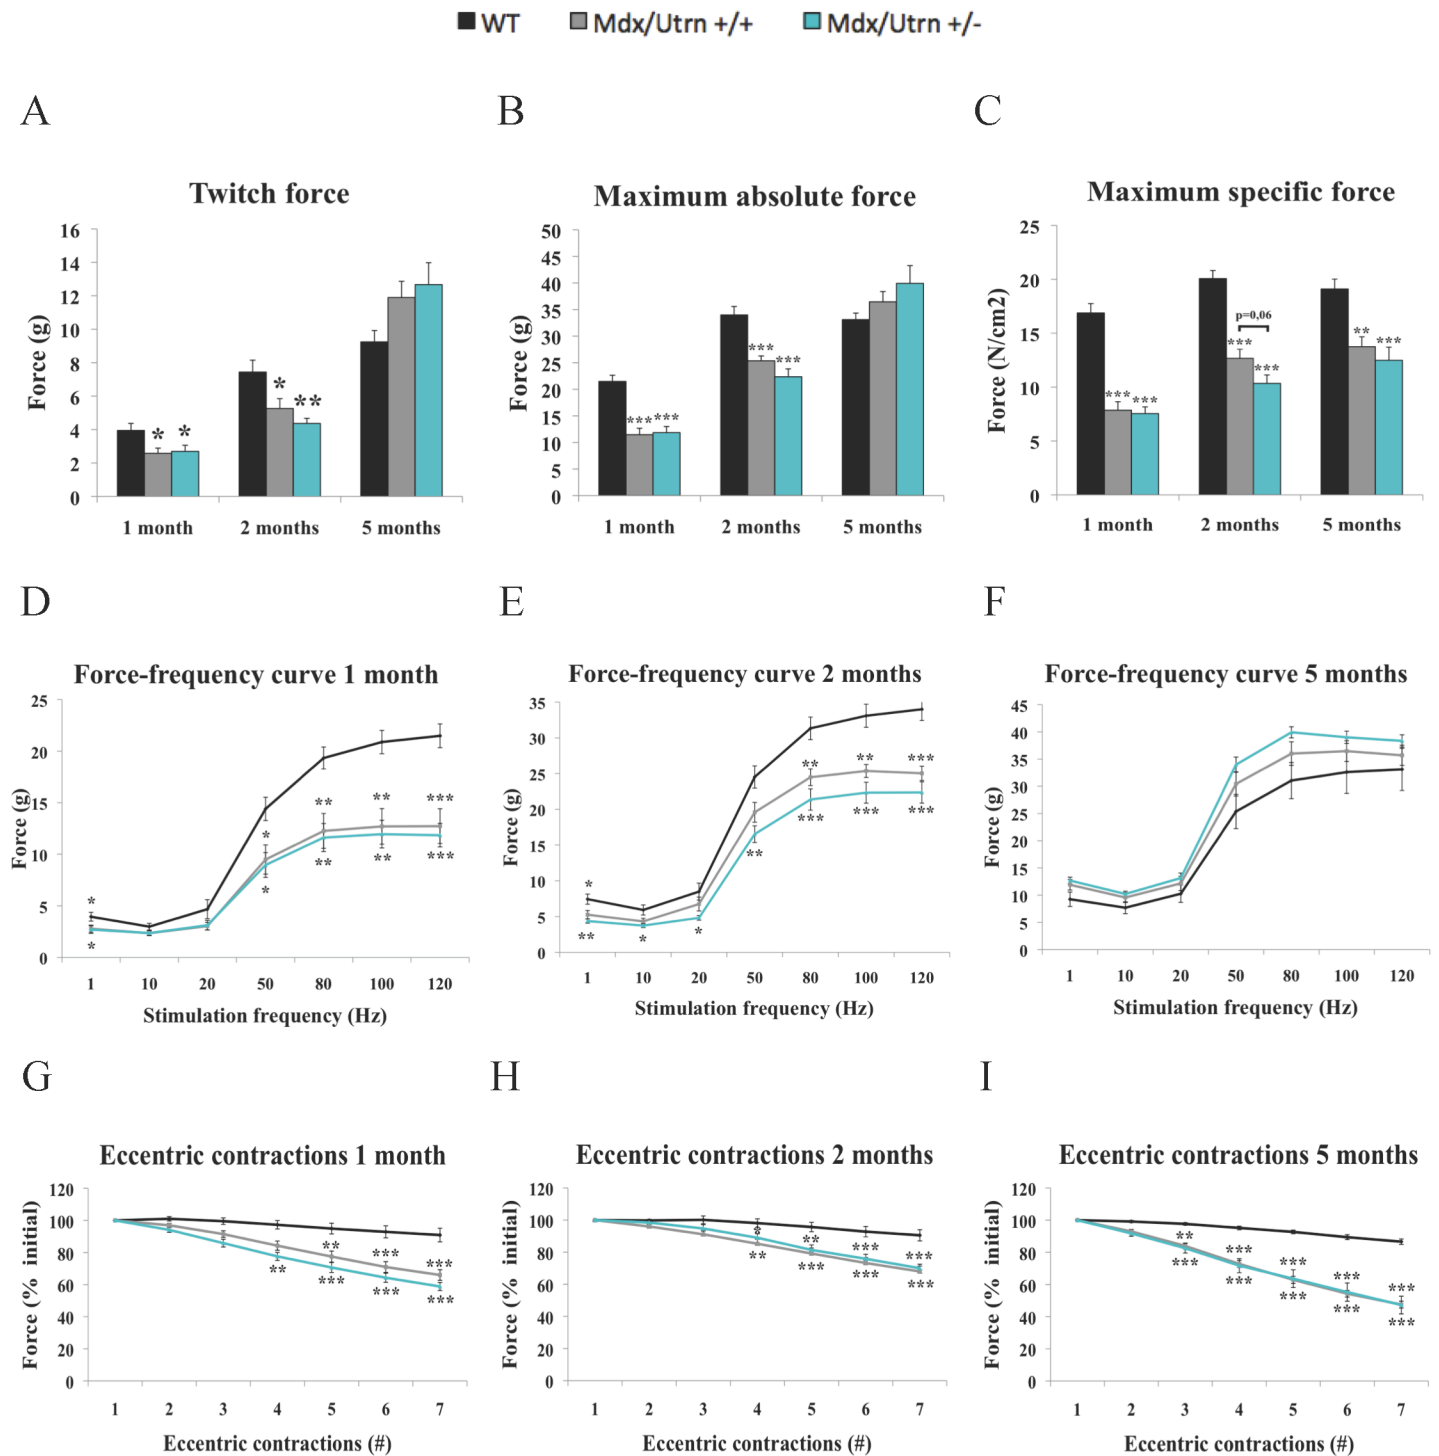 WT Mdx/Utrn +/+ Mdx/Utrn +/-
A B C
Twitch force
Force (g)
16
14
12
10
8
6
4
2
0
* *
* **
1 month 2 months 5 months
Maximum absolute force
Force (g)
50
45
40
35
30
25
20
15
10
5
0
*** ***
*** ***
1 month 2 months 5 months
Maximum specific force
Force (N/cm2)
25
20
15
10
5
0
p=0,06
*** ***
*** ***
** ***
1 month 2 months 5 months
D E F
Force-frequency curve 1 month
Force (g)
25
20
15
10
5
0
* * ** ** ***
* * ** ** ***
1 10 20 50 80 100 120
Stimulation frequency (Hz)
Force-frequency curve 2 months
Force (g)
35
30
25
20
15
10
5
0
* ** ** ***
** * * ** *** *** ***
1 10 20 50 80 100 120
Stimulation frequency (Hz)
Force-frequency curve 5 months
Force (g)
45
40
35
30
25
20
15
10
5
0
1 10 20 50 80 100 120
Stimulation frequency (Hz)
G H I
Eccentric contractions 1 month
Force (% initial)
120
100
80
60
40
20
0
** *** ***
** *** *** ***
1 2 3 4 5 6 7
Eccentric contractions (#)
Eccentric contractions 2 months
Force (% initial)
120
100
80
60
40
20
0
* ** *** ***
** *** *** ***
1 2 3 4 5 6 7
Eccentric contractions (#)
Eccentric contractions 5 months
Force (% initial)
120
100
80
60
40
20
0
** *** *** *** ***
*** *** *** *** ***
1 2 3 4 5 6 7
Eccentric contractions (#)